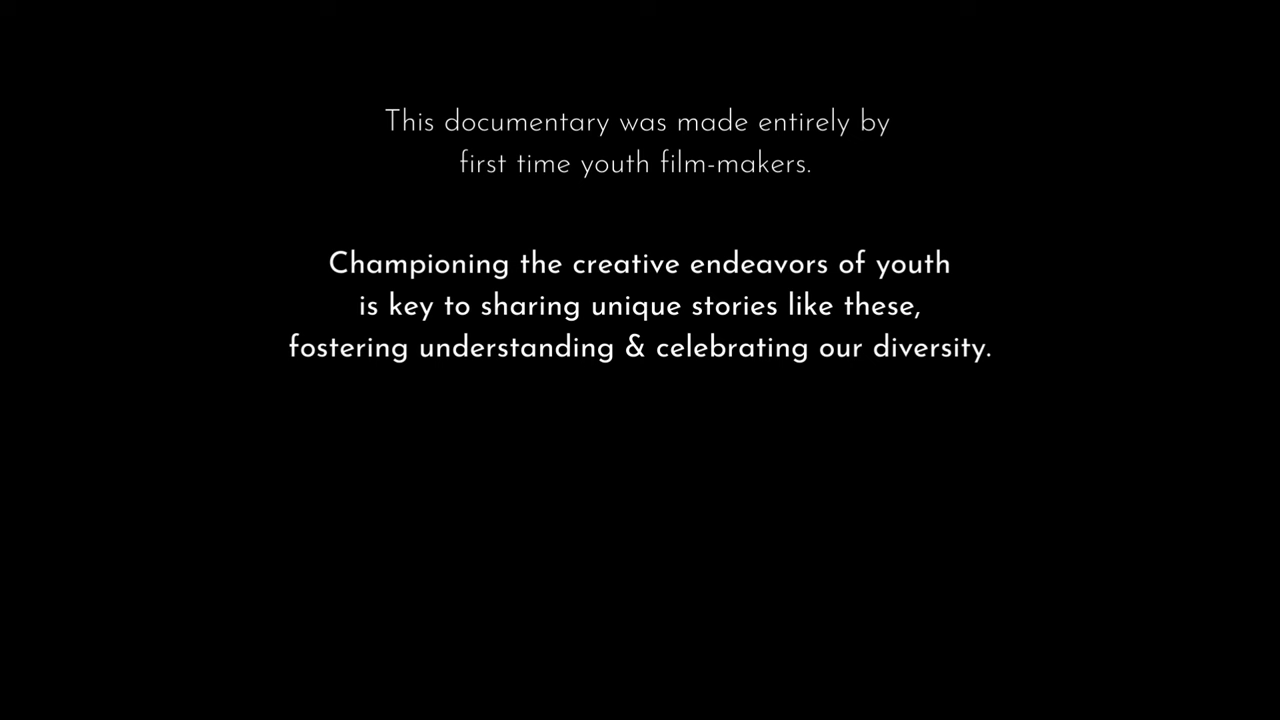 This documentary was made entirely by
first time youth film-makers.
Championing the creative endeavors of youth
is key to sharing unique stories like these,
fostering understanding & celebrating our diversity.